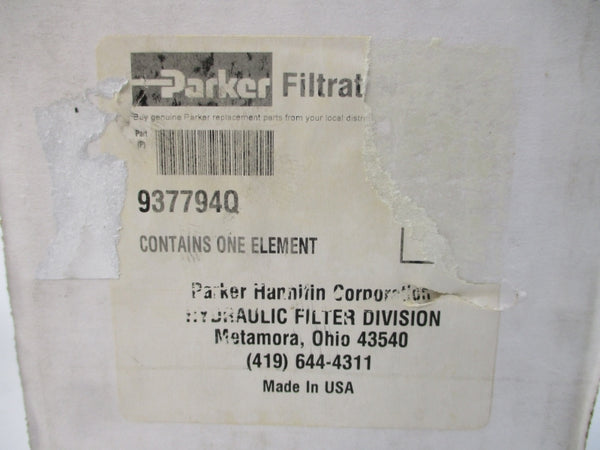 Parker Filtrat
Buy genuine Parker replacement parts from your local distri
Part
(P)
937794Q
CONTAINS ONE ELEMENT
Parker Hannifin Corporation
HYDRAULIC FILTER DIVISION
Metamora, Ohio 43540
(419) 644-4311
Made In USA